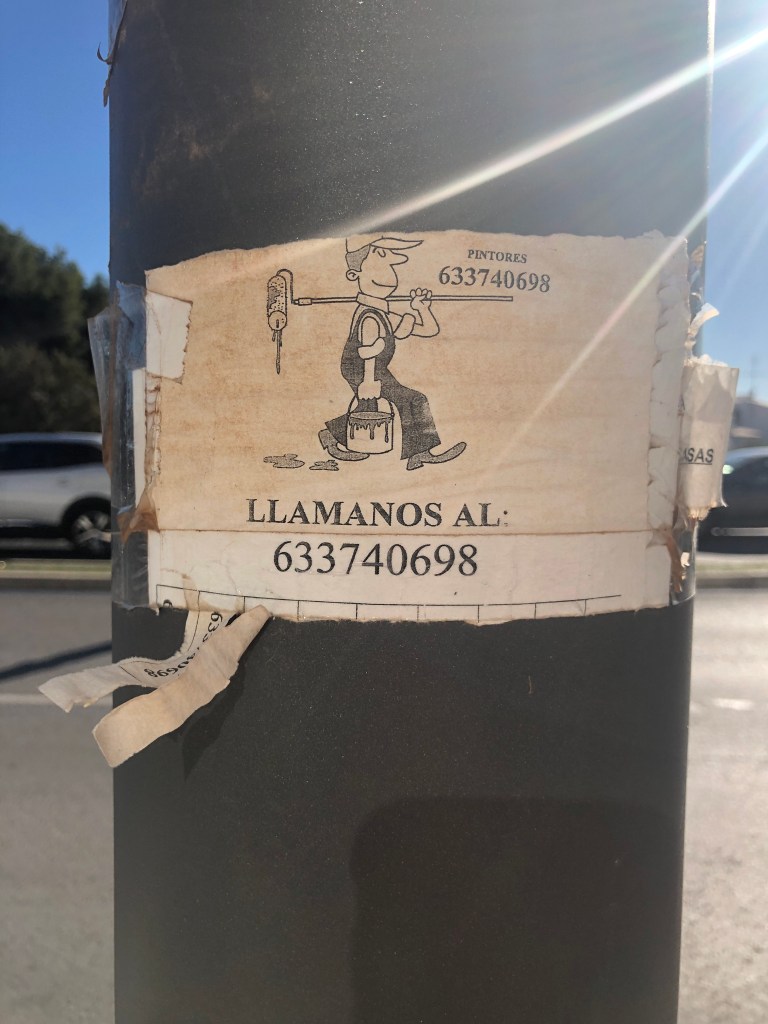 PINTORES
633740698
LLAMANOS AL:
633740698
ASAS